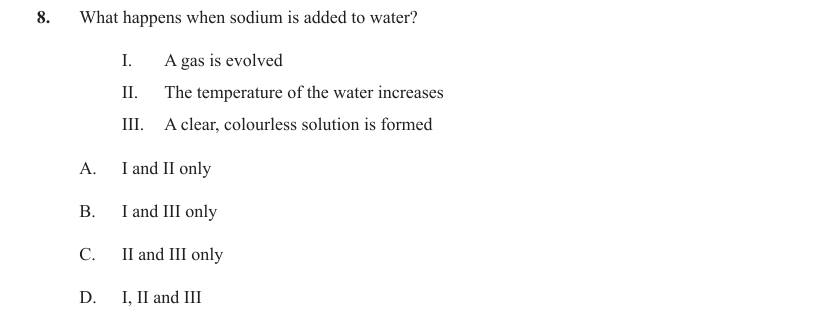 8. What happens when sodium is added to water?
I. A gas is evolved
II. The temperature of the water increases
III. A clear, colourless solution is formed
A. I and II only
B. I and III only
C. II and III only
D. I, II and III